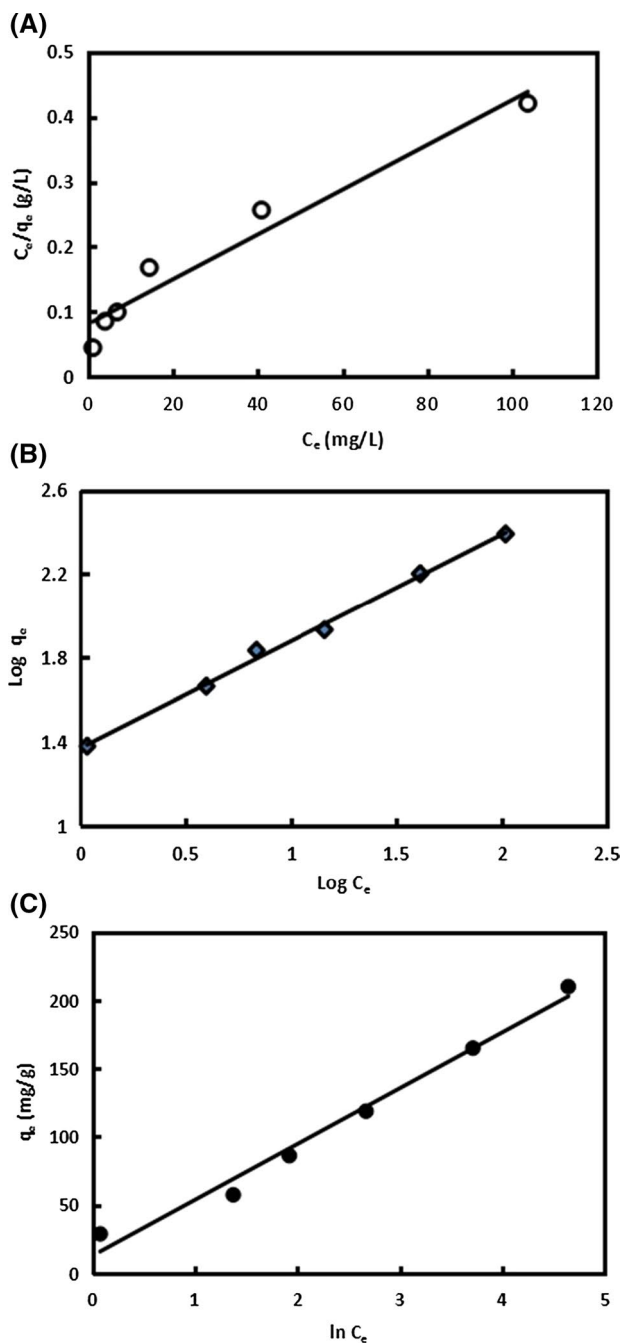 (A)
0.5
0.4
0.3
0.2
0.1
0
Ce/qe (g/L)
0 20 40 60 80 100 120
Ce (mg/L)
(B)
2.6
2.2
1.8
1.4
1
Log qe
0 0.5 1 1.5 2 2.5
Log Ce
(C)
250
200
150
100
50
0
qe (mg/g)
0 1 2 3 4 5
ln Ce